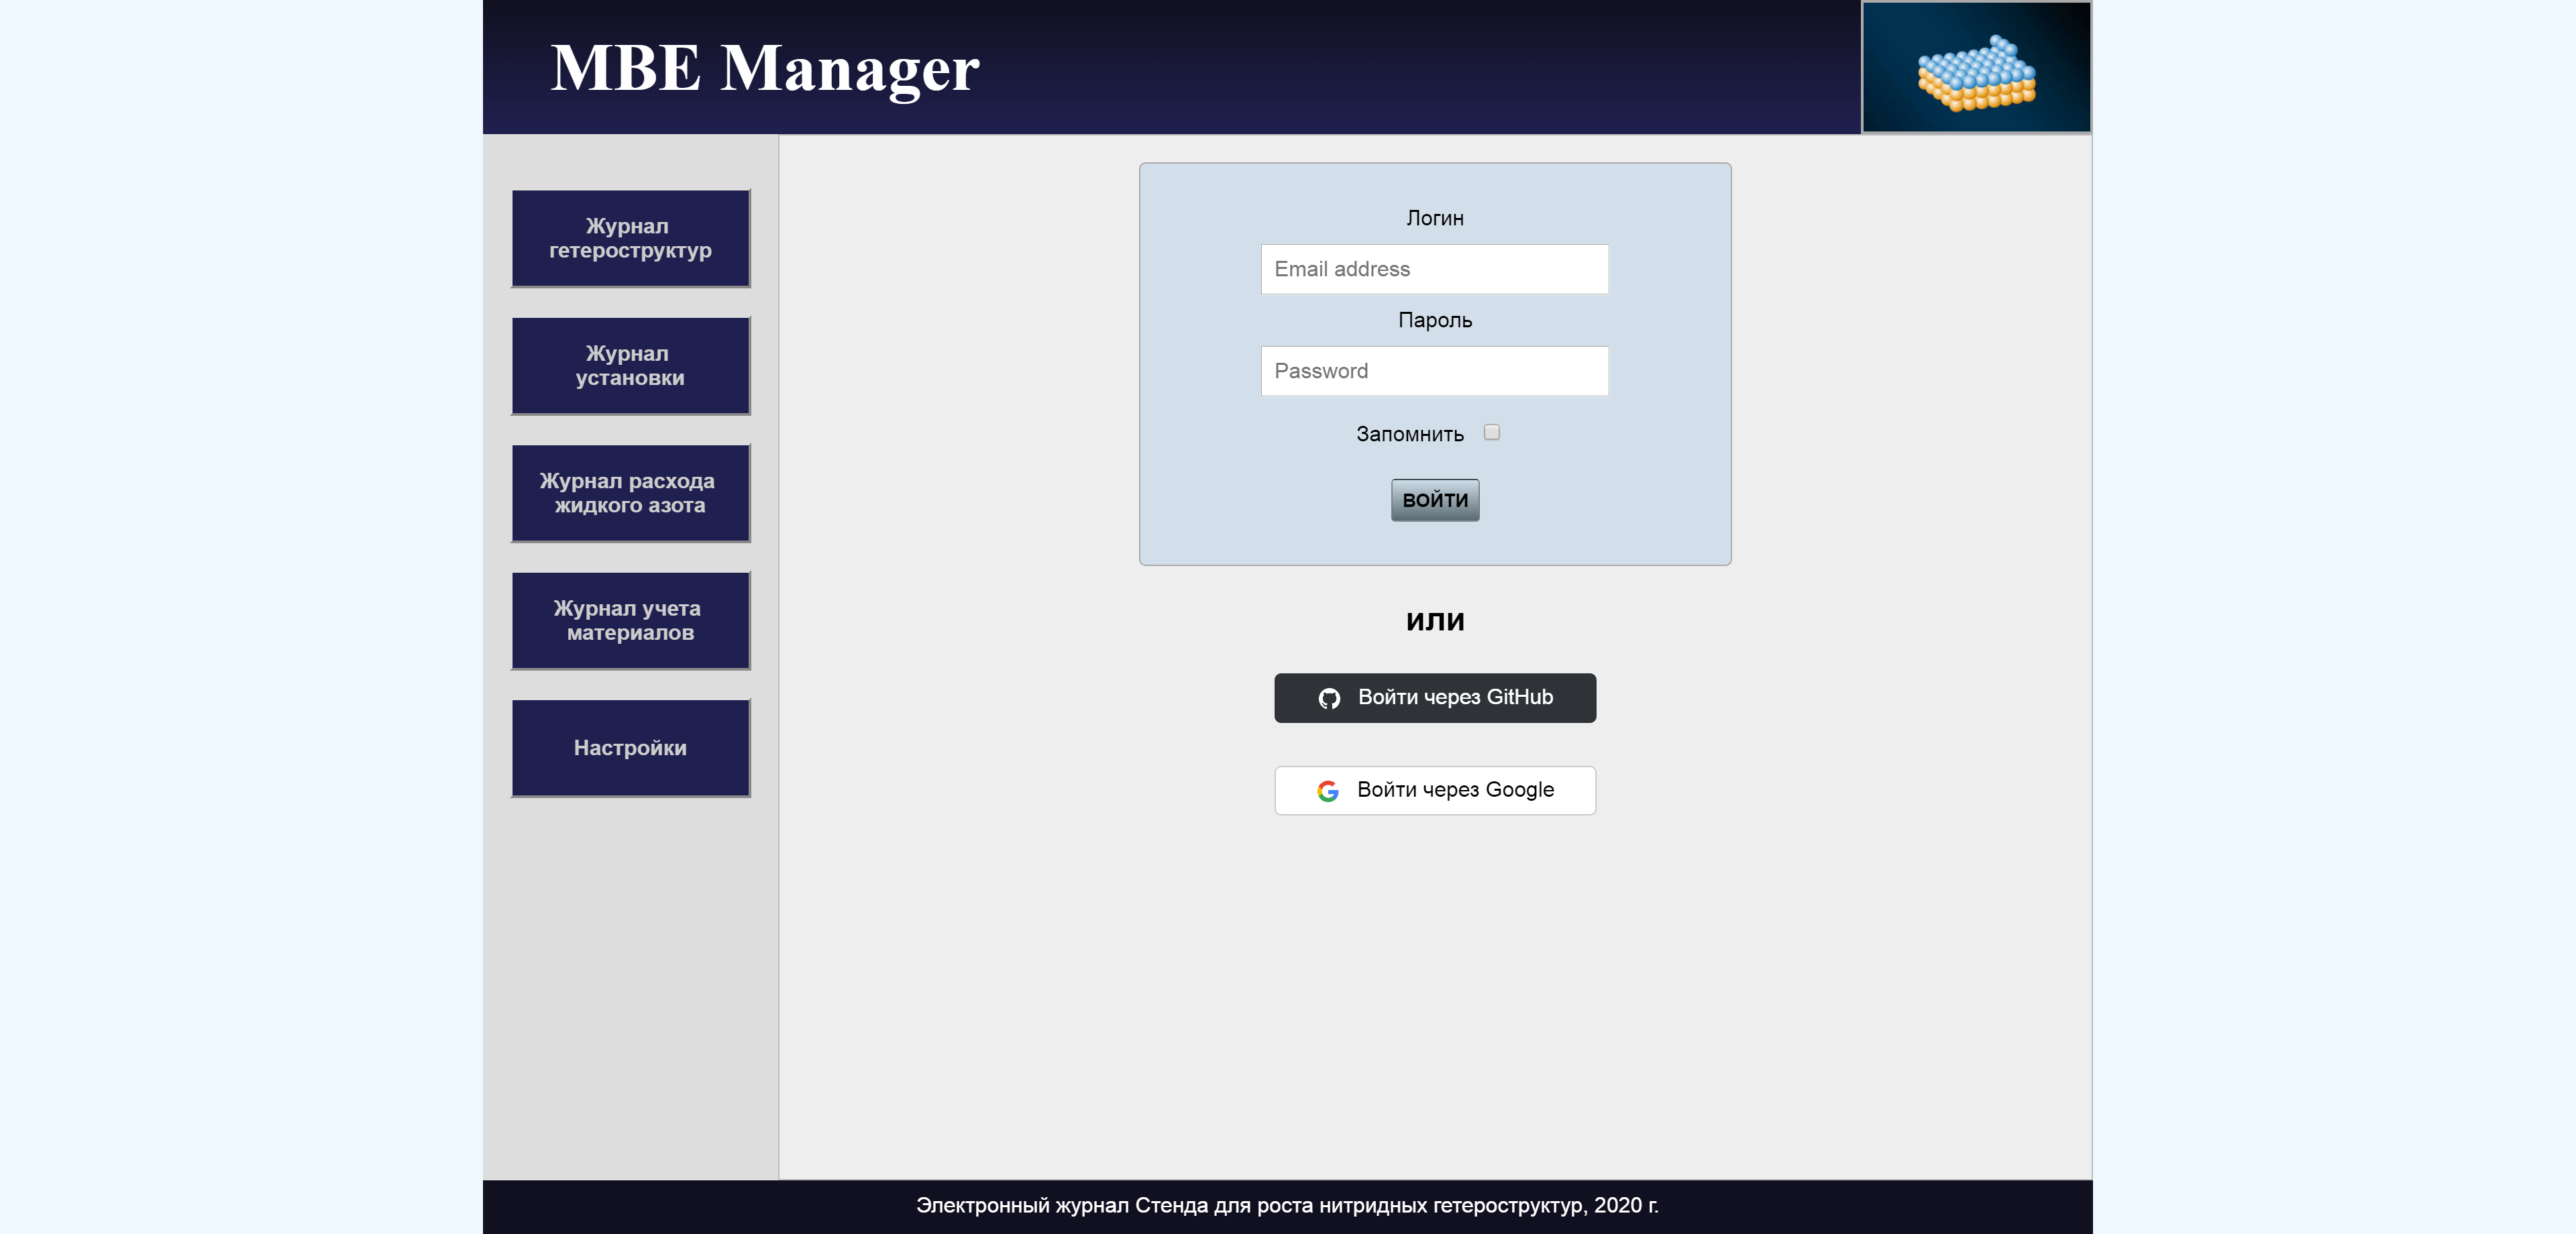 MBE Manager
Журнал
гетероструктур
Журнал
установки
Журнал расхода
жидкого азота
Журнал учета
материалов
Настройки
Логин
Email address
Пароль
Password
Запомнить
ВОЙТИ
или
Войти через GitHub
Войти через Google
Электронный журнал Стенда для роста нитридных гетероструктур, 2020 г.